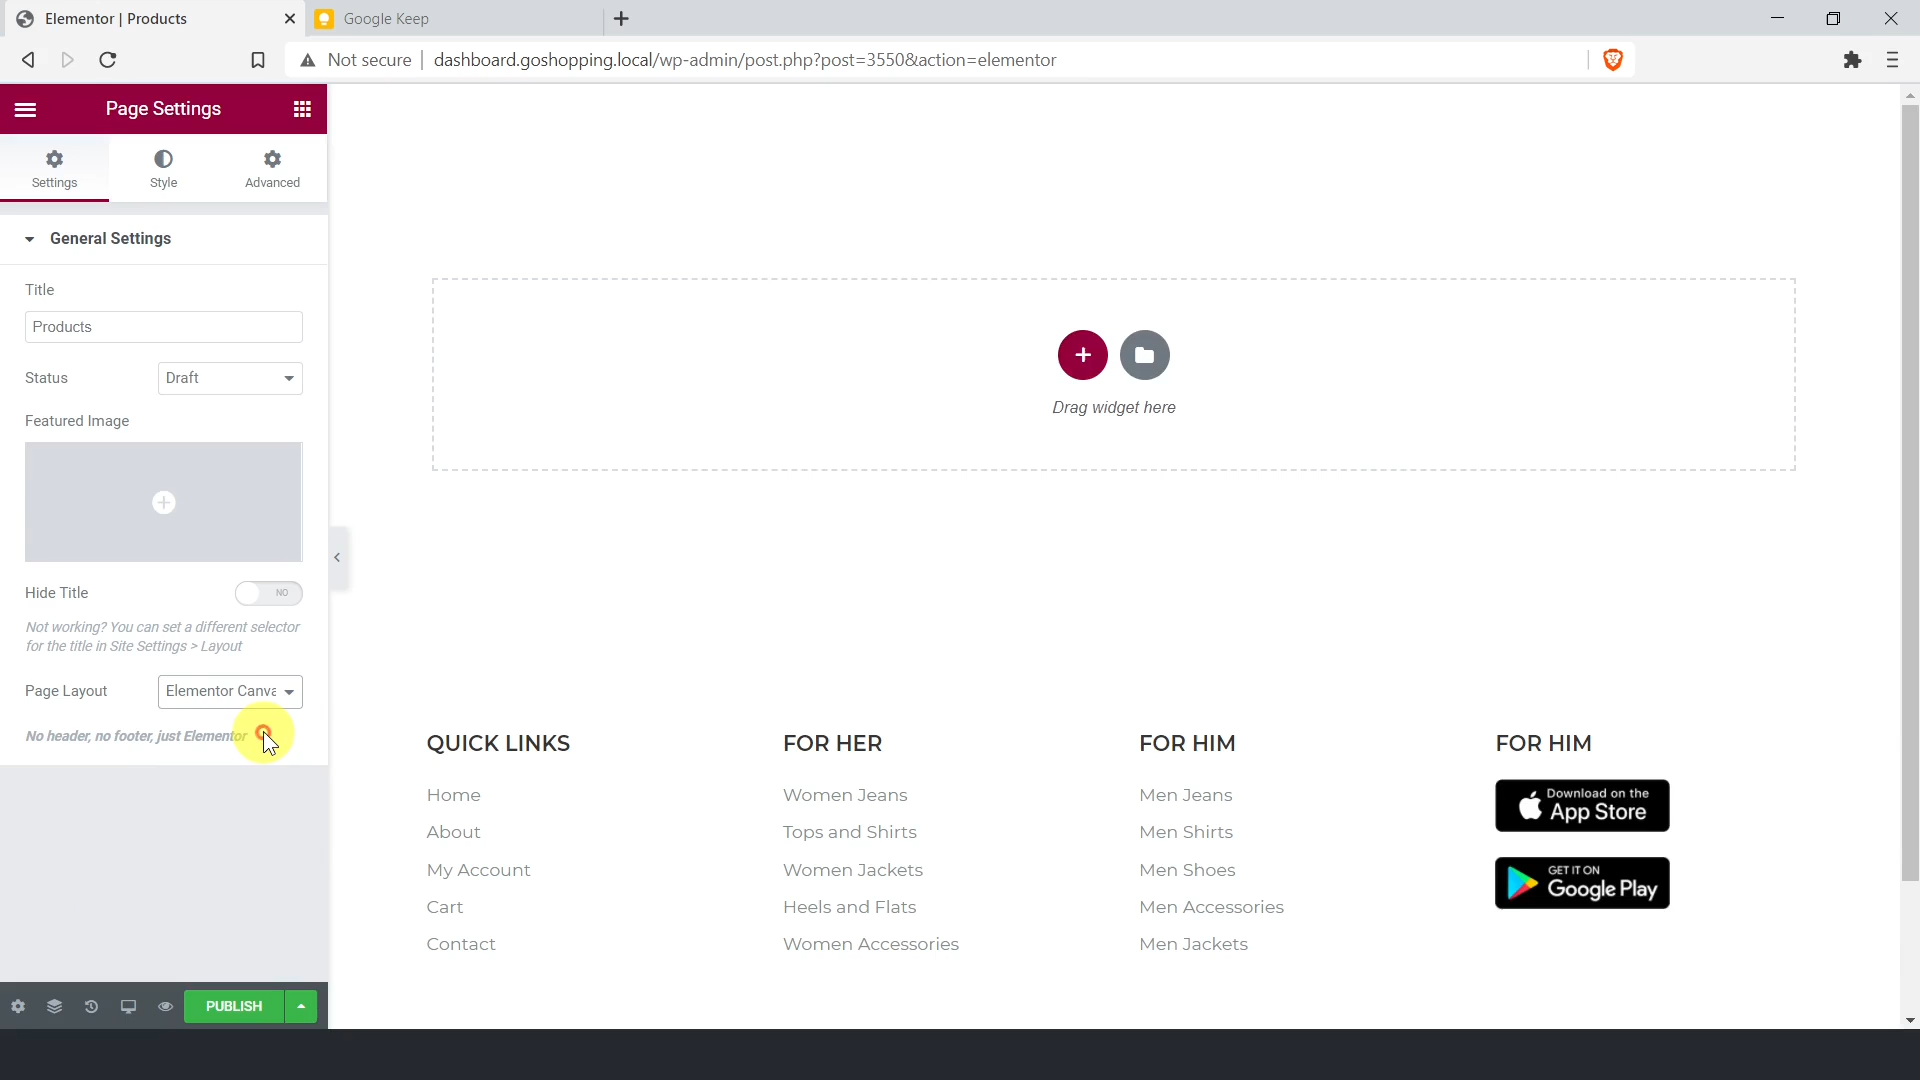 Elementor | Products
Google Keep
Not secure
dashboard.goshopping.local/wp-admin/post.php?post=3550&action=elementor
Page Settings
Settings
Style
Advanced
General Settings
Title
Products
Status
Draft
Featured Image
Hide Title
NO
Not working? You can set a different selector
for the title in Site Settings > Layout
Page Layout
Elementor Canva
No header, no footer, just Elementor
PUBLISH
Drag widget here
QUICK LINKS
Home
About
My Account
Cart
Contact
FOR HER
Women Jeans
Tops and Shirts
Women Jackets
Heels and Flats
Women Accessories
FOR HIM
Men Jeans
Men Shirts
Men Shoes
Men Accessories
Men Jackets
FOR HIM
Download on the
App Store
GET IT ON
Google Play